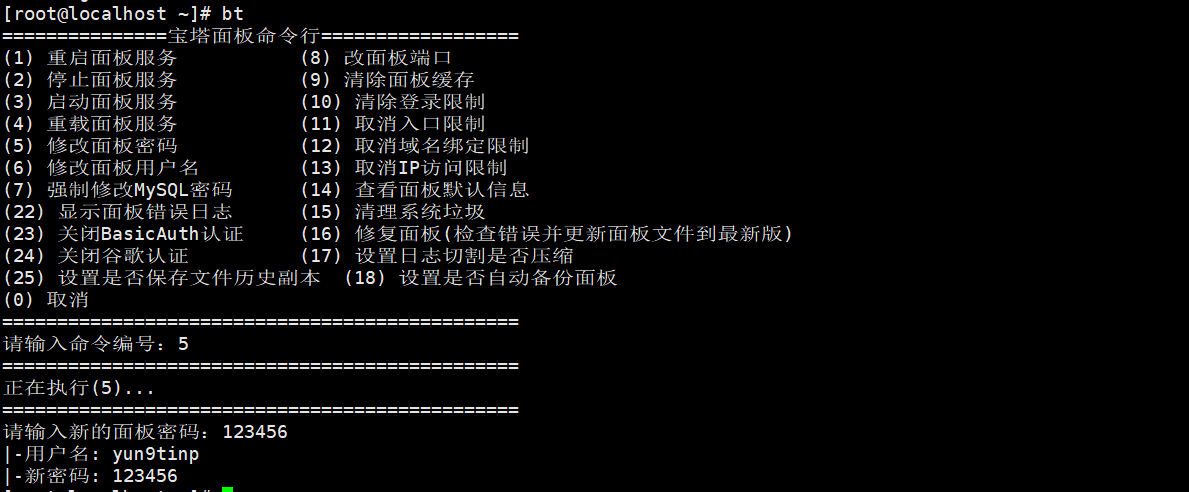 [root@localhost ~]# bt
===============宝塔面板命令行==================
(1) 重启面板服务 (8) 改面板端口
(2) 停止面板服务 (9) 清除面板缓存
(3) 启动面板服务 (10) 清除登录限制
(4) 重载面板服务 (11) 取消入口限制
(5) 修改面板密码 (12) 取消域名绑定限制
(6) 修改面板用户名 (13) 取消IP访问限制
(7) 强制修改MySQL密码 (14) 查看面板默认信息
(22) 显示面板错误日志 (15) 清理系统垃圾
(23) 关闭BasicAuth认证 (16) 修复面板(检查错误并更新面板文件到最新版)
(24) 关闭谷歌认证 (17) 设置日志切割是否压缩
(25) 设置是否保存文件历史副本 (18) 设置是否自动备份面板
(0) 取消
===============================================
请输入命令编号：5
===============================================
正在执行(5)...
===============================================
请输入新的面板密码：123456
|-用户名: yun9tinp
|-新密码: 123456